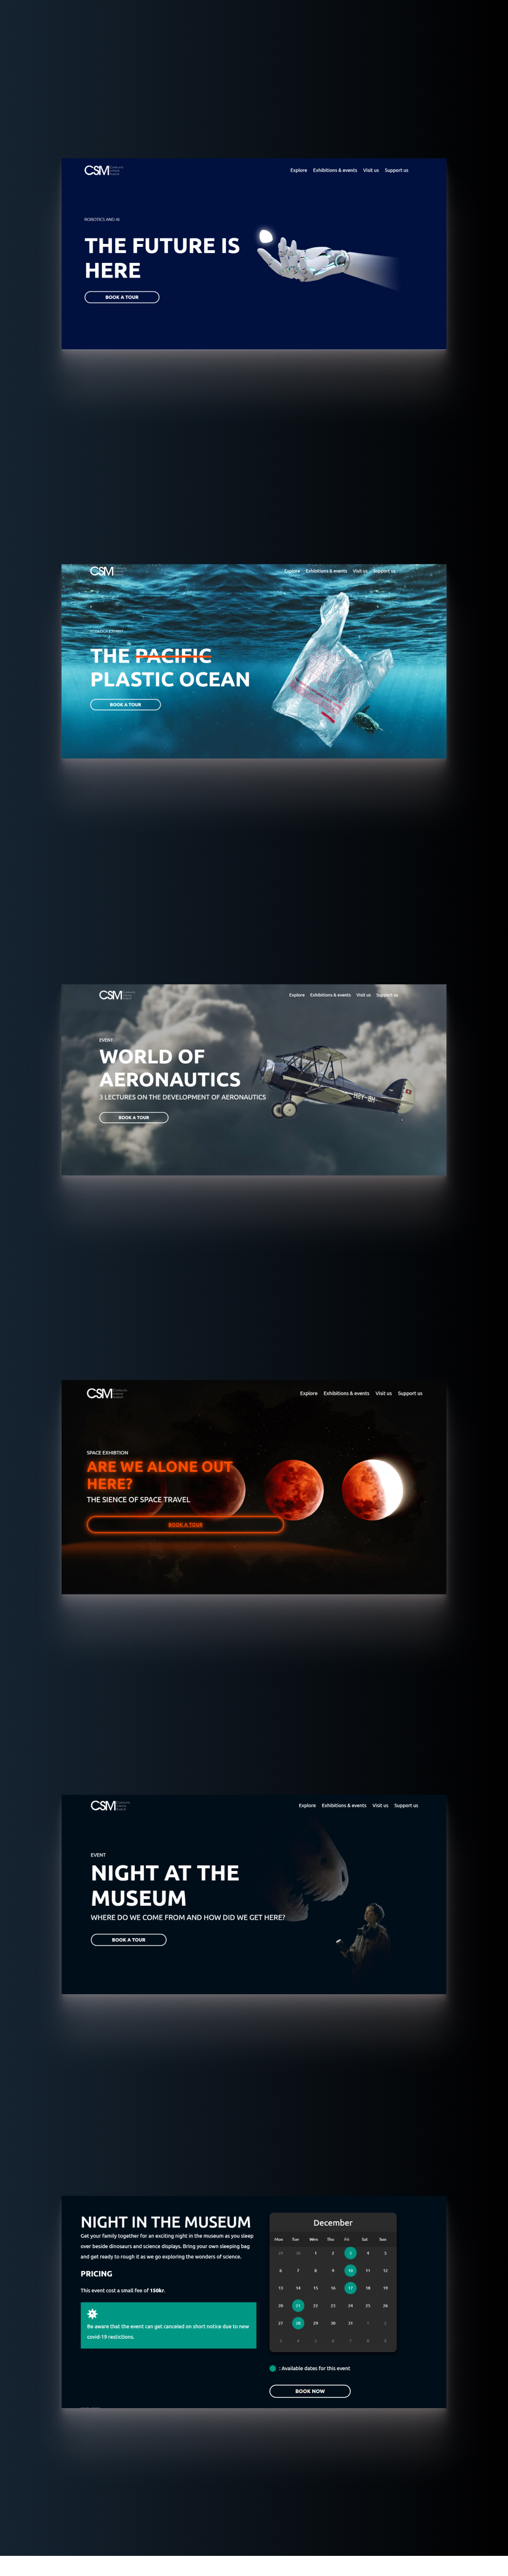 CSM
Explore Exhibitions & events Visit us Support us
ROBOTICS AND AI
THE FUTURE IS
HERE
BOOK A TOUR
CSM
Explore Exhibitions & events Visit us Support us
THE PACIFIC
PLASTIC OCEAN
BOOK A TOUR
CSM
Explore Exhibitions & events Visit us Support us
EVENT
WORLD OF
AERONAUTICS
3 LECTURES ON THE DEVELOPMENT OF AERONAUTICS
BOOK A TOUR
CSM
Explore Exhibitions & events Visit us Support us
SPACE EXHIBTION
ARE WE ALONE OUT
HERE?
THE SIENCE OF SPACE TRAVEL
BOOK A TOUR
CSM
Explore Exhibitions & events Visit us Support us
EVENT
NIGHT AT THE
MUSEUM
WHERE DO WE COME FROM AND HOW DID WE GET HERE?
BOOK A TOUR
NIGHT IN THE MUSEUM
Get your family together for an exciting night in the museum as you sleep
over beside dinosaurs and science displays. Bring your own sleeping bag
and get ready to rough it as we go exploring the wonders of science.
PRICING
This event cost a small fee of 150kr.
Be aware that the event can get canceled on short notice due to new
covid-19 restictions.
December
Mon Tue Wes Thu Fri Sat Sun
29 30 1 2 3 4 5
6 7 8 9 10 11 12
13 14 15 16 17 18 19
20 21 22 23 24 25 26
27 28 29 30 31 1 2
3 4 5 6 7 8 9
: Available dates for this event
BOOK NOW